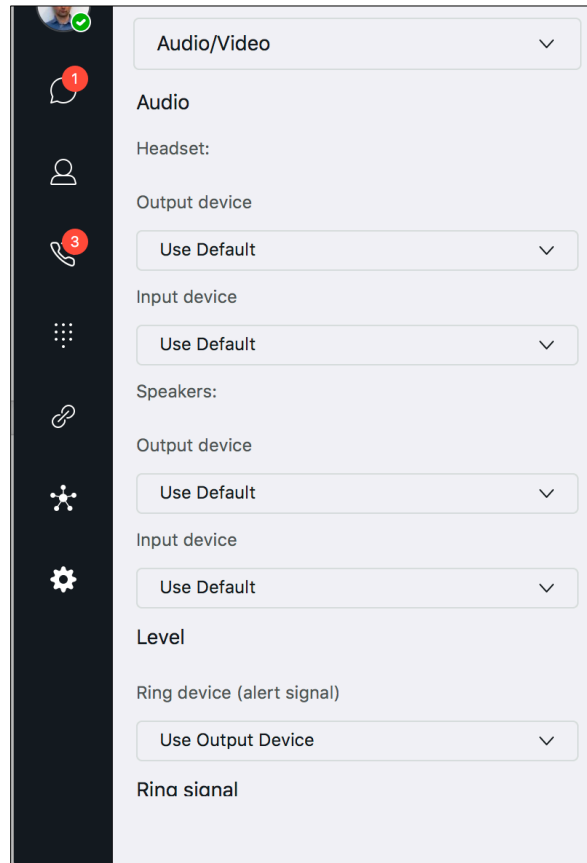 Audio/Video
1
Audio
Headset:
Output device
Use Default
3
Input device
Use Default
Speakers:
Output device
Use Default
Input device
Use Default
Level
Ring device (alert signal)
Use Output Device
Ring signal